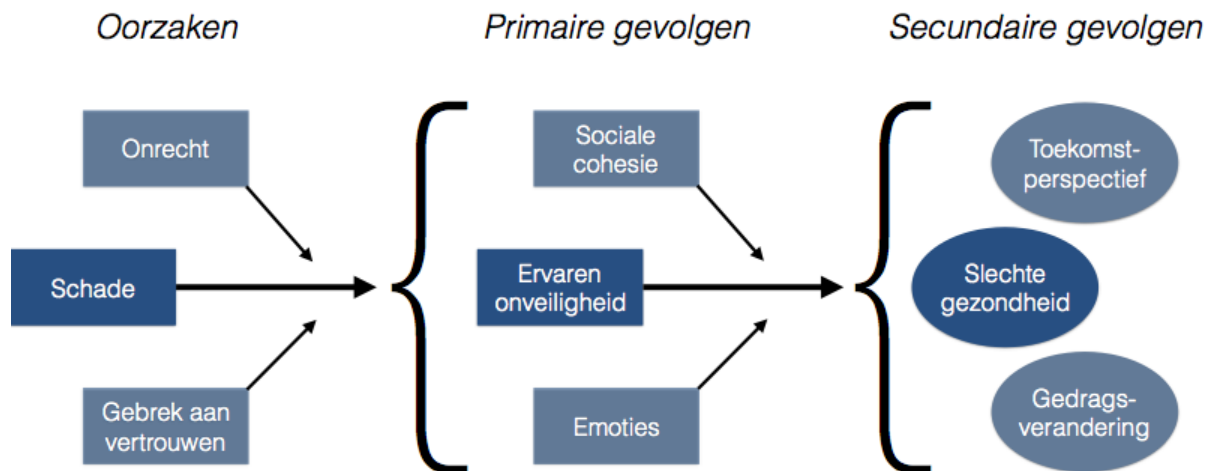 Oorzaken
Primaire gevolgen
Secundaire gevolgen
Onrecht
Schade
Gebrek aan
vertrouwen
Sociale
cohesie
Ervaren
onveiligheid
Emoties
Toekomst-
perspectief
Slechte
gezondheid
Gedrags-
verandering